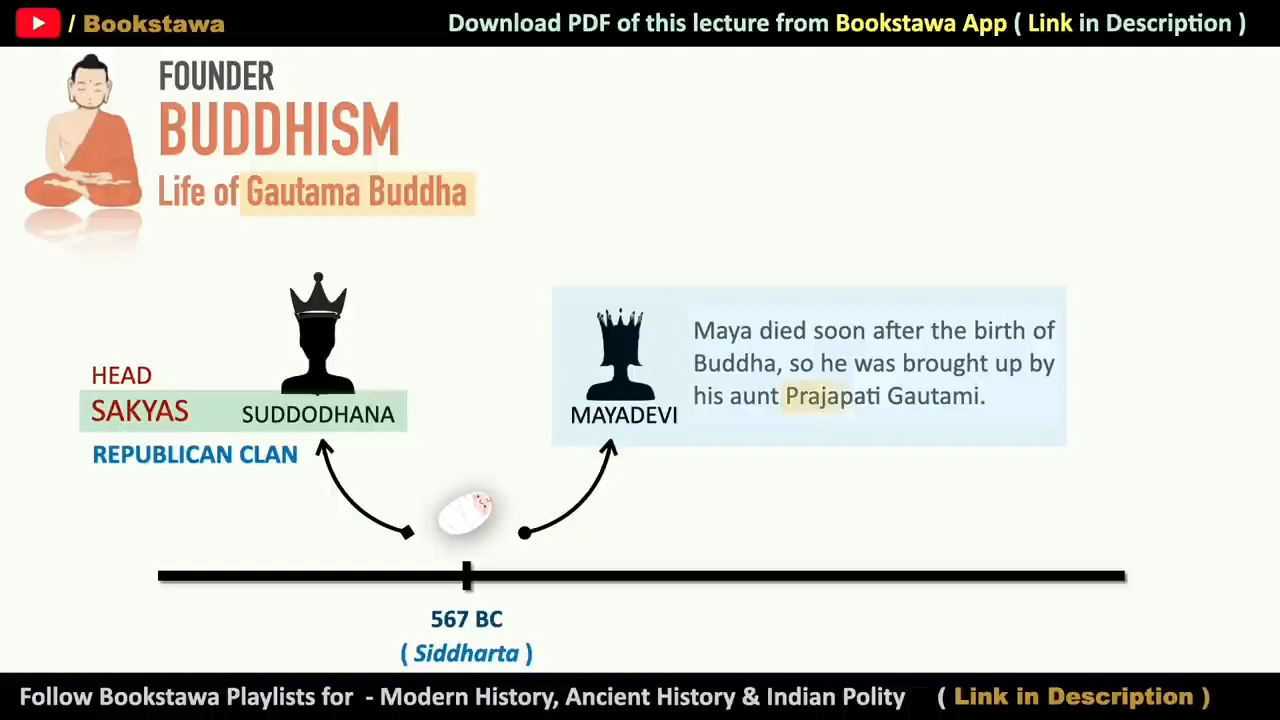 / Bookstawa
Download PDF of this lecture from Bookstawa App ( Link in Description )
FOUNDER
BUDDHISM
Life of Gautama Buddha
HEAD
SAKYAS
SUDDODHANA
REPUBLICAN CLAN
MAYADEVI
Maya died soon after the birth of
Buddha, so he was brought up by
his aunt Prajapati Gautami.
567 BC
( Siddharta )
Follow Bookstawa Playlists for - Modern History, Ancient History & Indian Polity ( Link in Description )